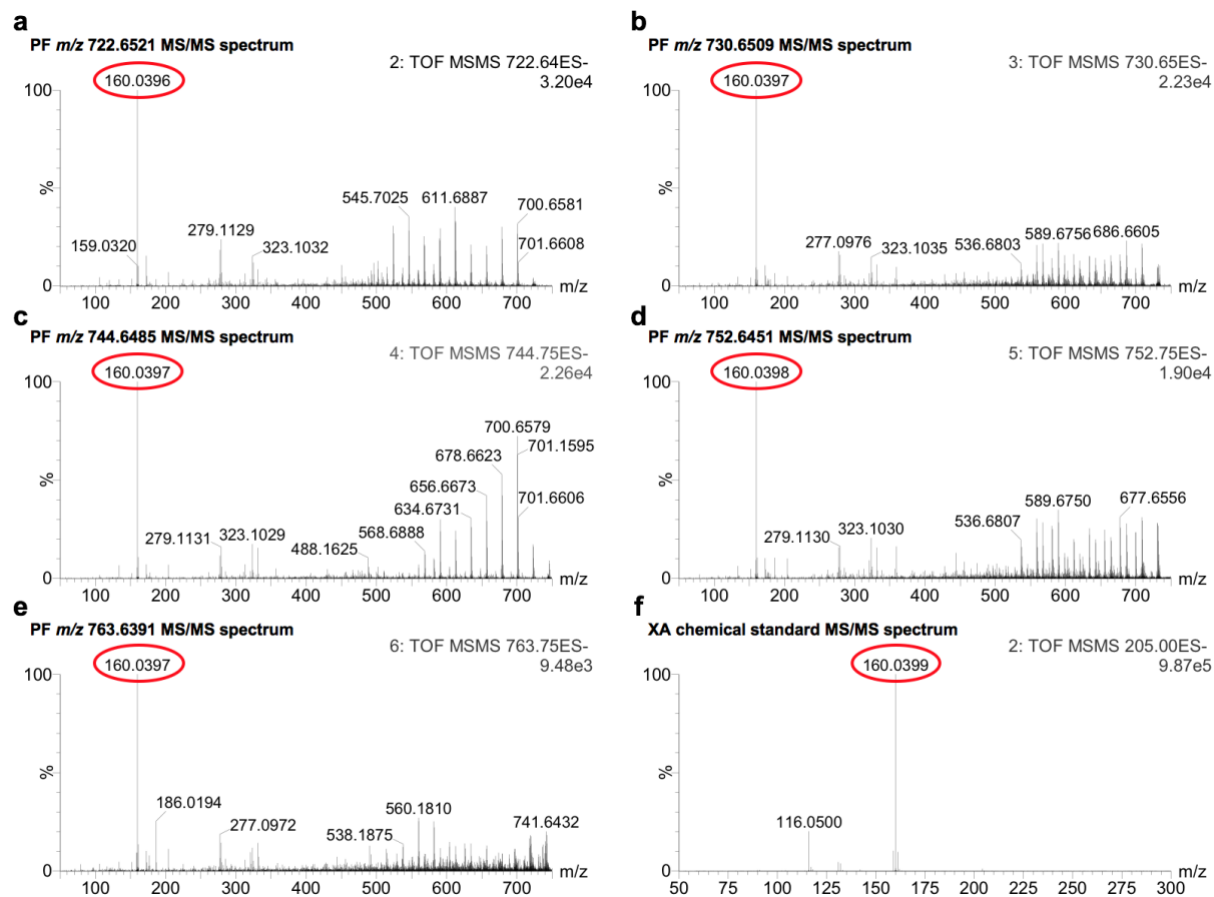 a
PF m/z 722.6521 MS/MS spectrum
2: TOF MSMS 722.64ES-
3.20e4
160.0396
100
%
0
159.0320
279.1129
323.1032
545.7025
611.6887
700.6581
701.6608
100 200 300 400 500 600 700 m/z
b
PF m/z 730.6509 MS/MS spectrum
3: TOF MSMS 730.65ES-
2.23e4
160.0397
100
%
0
277.0976
323.1035
536.6803
589.6756
686.6605
100 200 300 400 500 600 700 m/z
c
PF m/z 744.6485 MS/MS spectrum
4: TOF MSMS 744.75ES-
2.26e4
160.0397
100
%
0
279.1131
323.1029
488.1625
568.6888
634.6731
656.6673
678.6623
700.6579
701.1595
701.6606
100 200 300 400 500 600 700 m/z
d
PF m/z 752.6451 MS/MS spectrum
5: TOF MSMS 752.75ES-
1.90e4
160.0398
100
%
0
279.1130
323.1030
536.6807
589.6750
677.6556
100 200 300 400 500 600 700 m/z
e
PF m/z 763.6391 MS/MS spectrum
6: TOF MSMS 763.75ES-
9.48e3
160.0397
100
%
0
186.0194
277.0972
538.1875
560.1810
741.6432
100 200 300 400 500 600 700 m/z
f
XA chemical standard MS/MS spectrum
2: TOF MSMS 205.00ES-
9.87e5
160.0399
100
%
0
116.0500
50 75 100 125 150 175 200 225 250 275 300 m/z